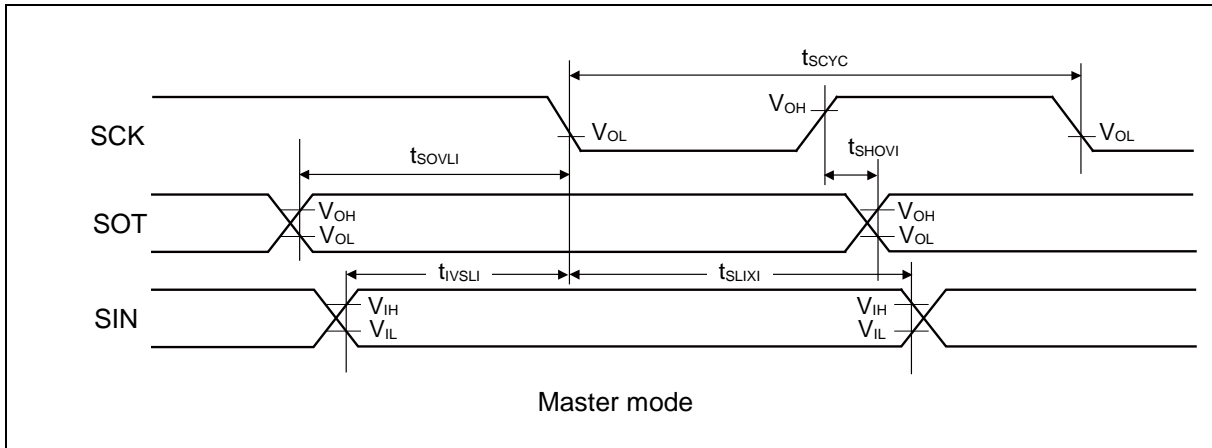 tSCYC
VOH
SCK
VOL
VOL
tSOVLI
tSHOVI
SOT
VOH
VOL
VOH
VOL
tIVSLI
tSLIXI
SIN
VIH
VIL
VIH
VIL
Master mode